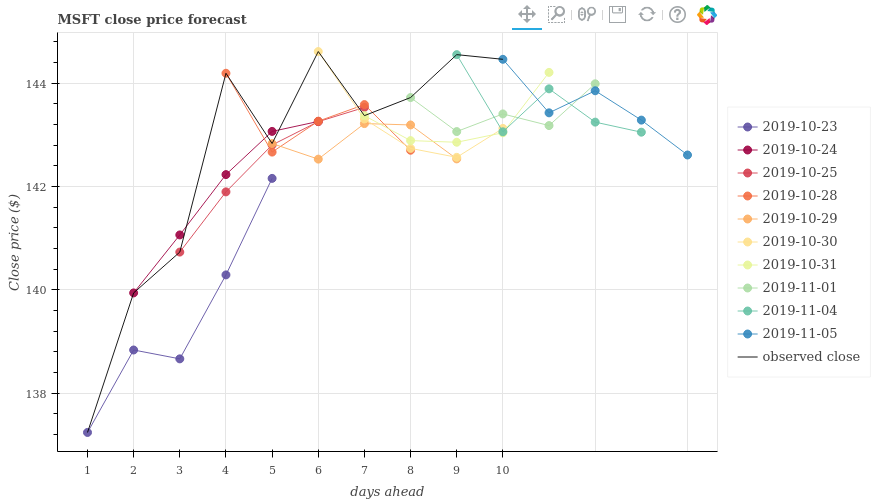 MSFT close price forecast
144
142
140
138
Close price ($)
1 2 3 4 5 6 7 8 9 10
days ahead
2019-10-23
2019-10-24
2019-10-25
2019-10-28
2019-10-29
2019-10-30
2019-10-31
2019-11-01
2019-11-04
2019-11-05
observed close